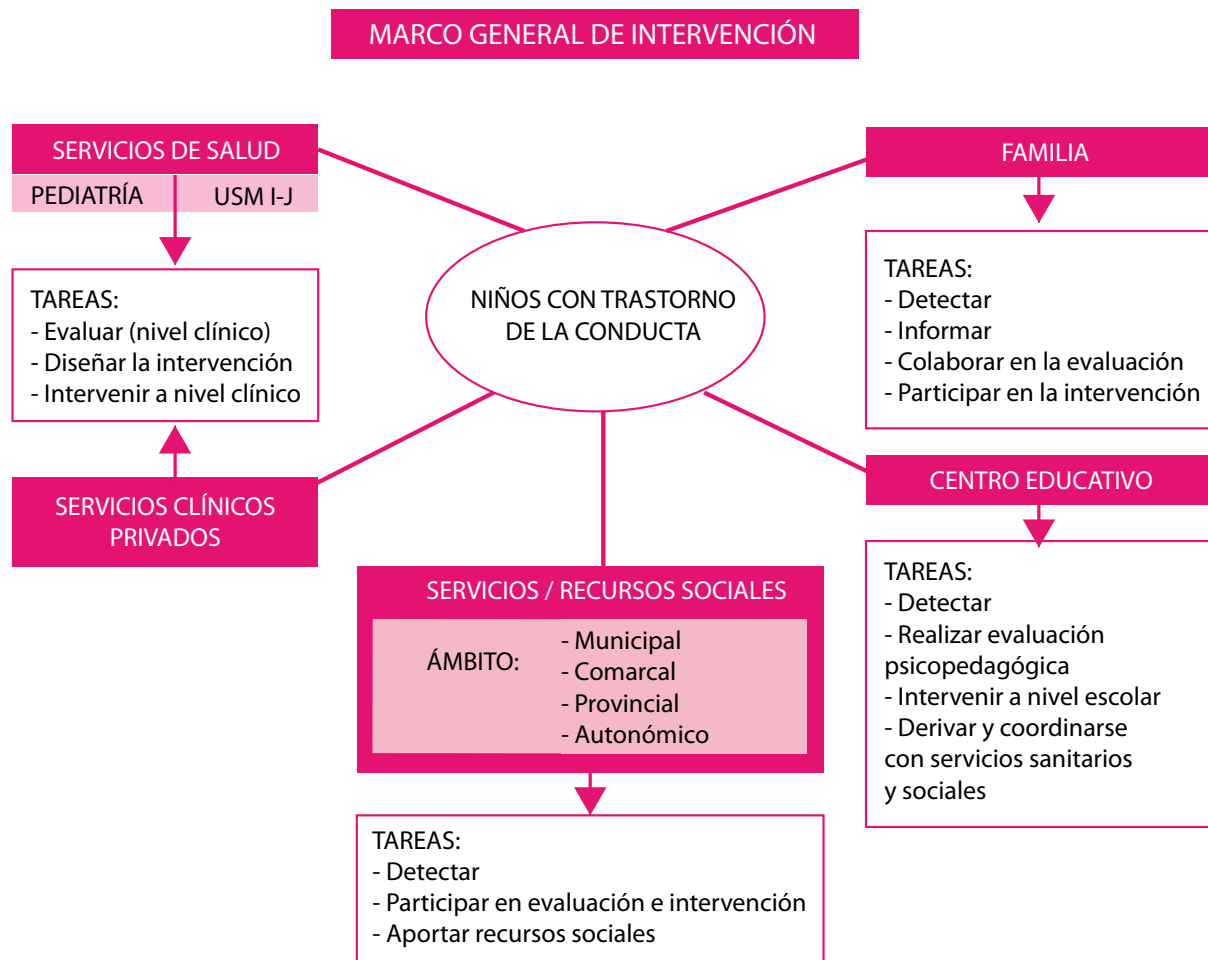 MARCO GENERAL DE INTERVENCIÓN
SERVICIOS DE SALUD
PEDIATRÍA
USM I-J
TAREAS:
- Evaluar (nivel clínico)
- Diseñar la intervención
- Intervenir a nivel clínico
SERVICIOS CLÍNICOS
PRIVADOS
NIÑOS CON TRASTORNO
DE LA CONDUCTA
FAMILIA
TAREAS:
- Detectar
- Informar
- Colaborar en la evaluación
- Participar en la intervención
CENTRO EDUCATIVO
TAREAS:
- Detectar
- Realizar evaluación
psicopedagógica
- Intervenir a nivel escolar
- Derivar y coordinarse
con servicios sanitarios
y sociales
SERVICIOS / RECURSOS SOCIALES
ÁMBITO:
- Municipal
- Comarcal
- Provincial
- Autonómico
TAREAS:
- Detectar
- Participar en evaluación e intervención
- Aportar recursos sociales